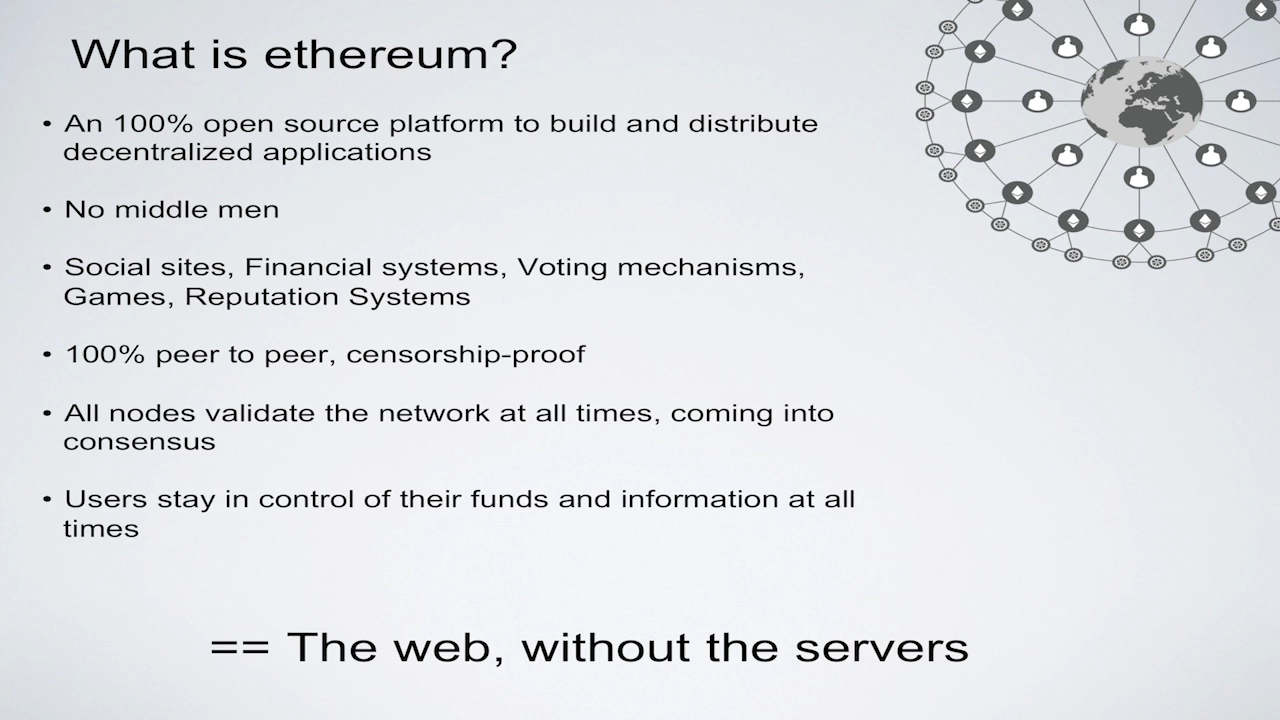 What is ethereum?
• An 100% open source platform to build and distribute
decentralized applications
• No middle men
• Social sites, Financial systems, Voting mechanisms,
Games, Reputation Systems
• 100% peer to peer, censorship-proof
• All nodes validate the network at all times, coming into
consensus
• Users stay in control of their funds and information at all
times
== The web, without the servers